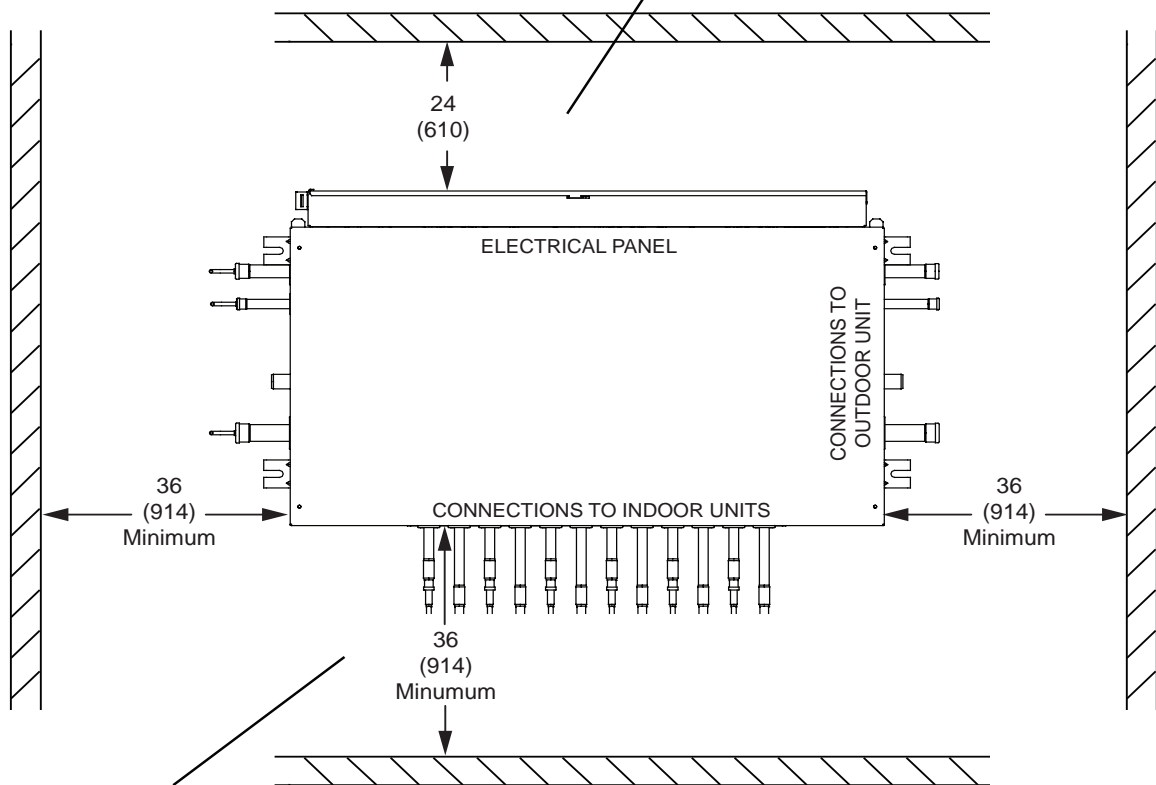 24
(610)
ELECTRICAL PANEL
CONNECTIONS TO
OUTDOOR UNIT
36
(914)
Minimum
CONNECTIONS TO INDOOR UNITS
36
(914)
Minimum
36
(914)
Minumum